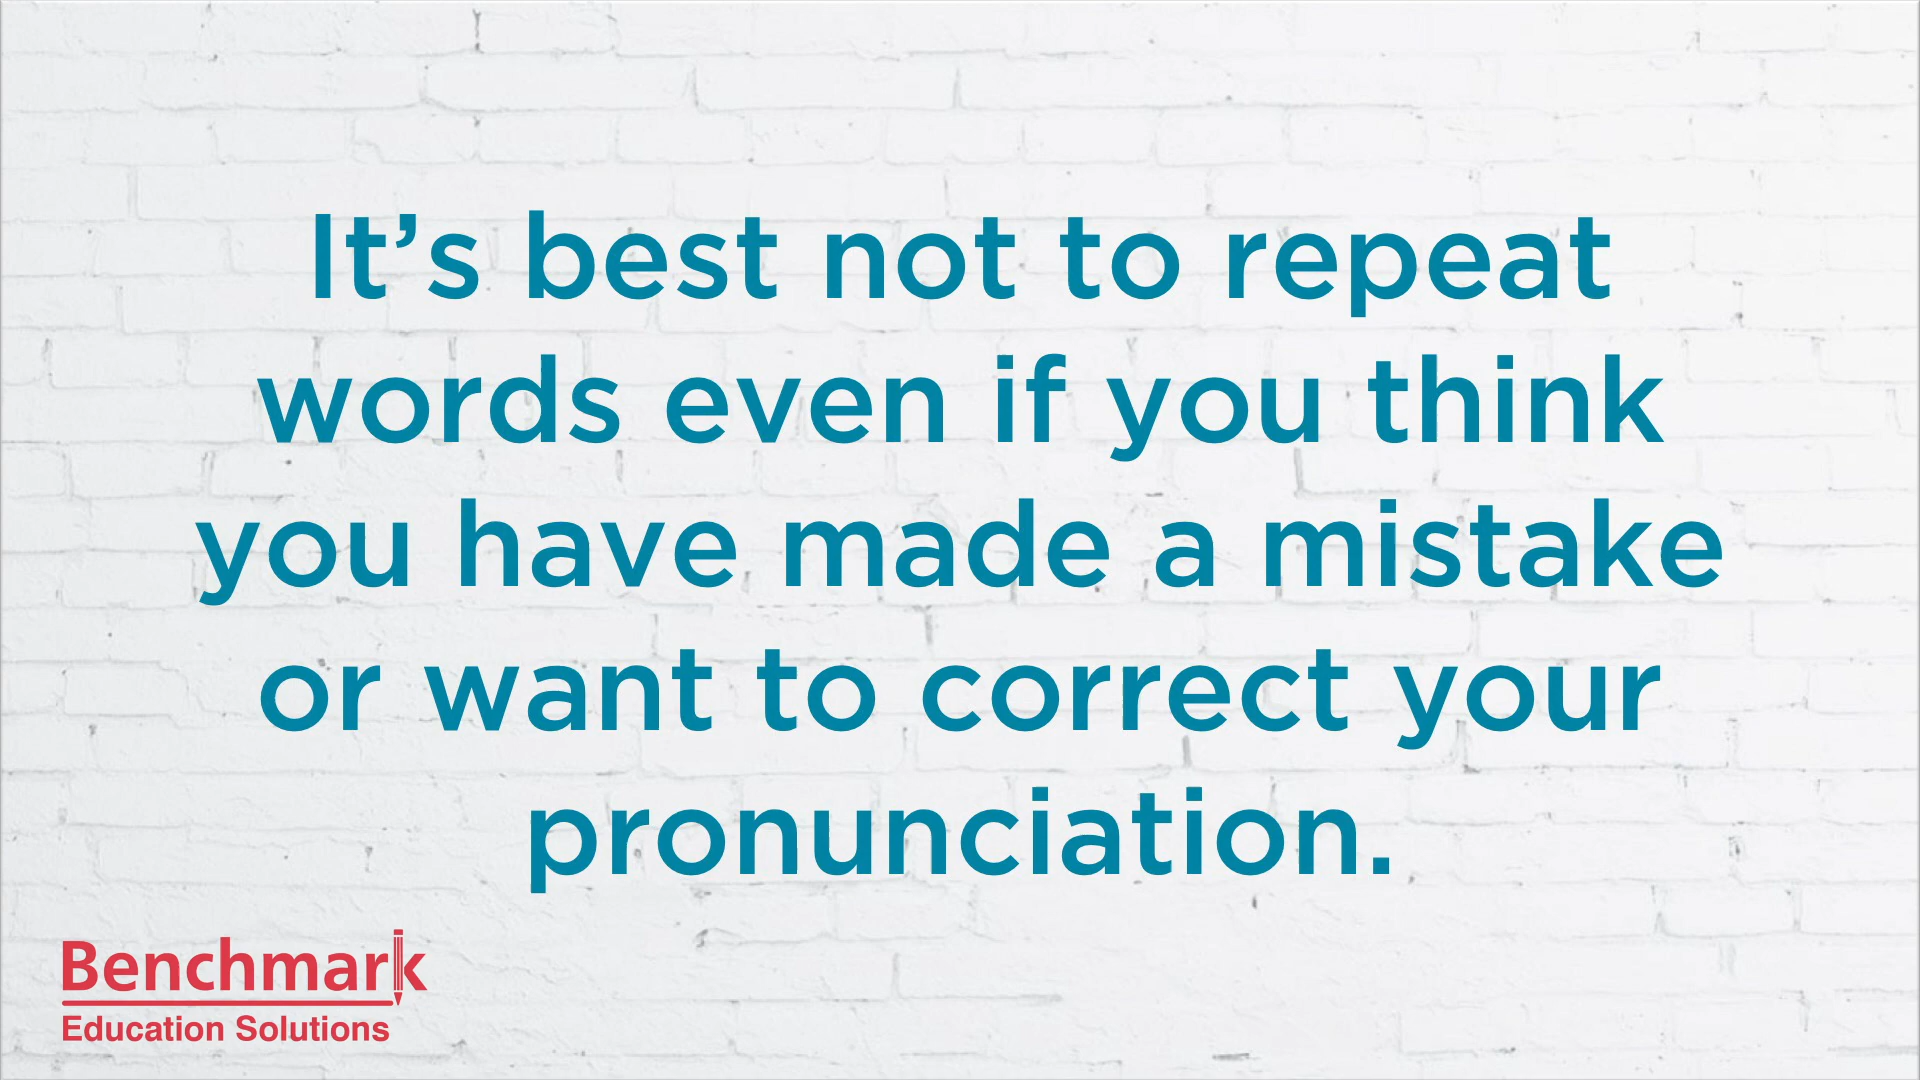 It’s best not to repeat
words even if you think
you have made a mistake
or want to correct your
pronunciation.
Benchmark
Education Solutions